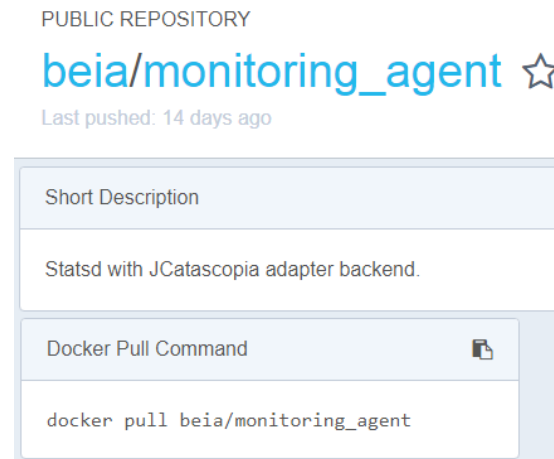 PUBLIC REPOSITORY
beia/monitoring_agent
Last pushed: 14 days ago
Short Description
Statsd with JCatascopia adapter backend.
Docker Pull Command
docker pull beia/monitoring_agent